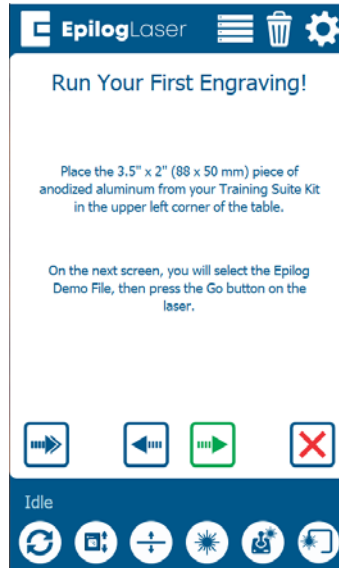 EpilogLaser
Run Your First Engraving!
Place the 3.5" x 2" (88 x 50 mm) piece of
anodized aluminum from your Training Suite Kit
in the upper left corner of the table.
On the next screen, you will select the Epilog
Demo File, then press the Go button on the
laser.
Idle